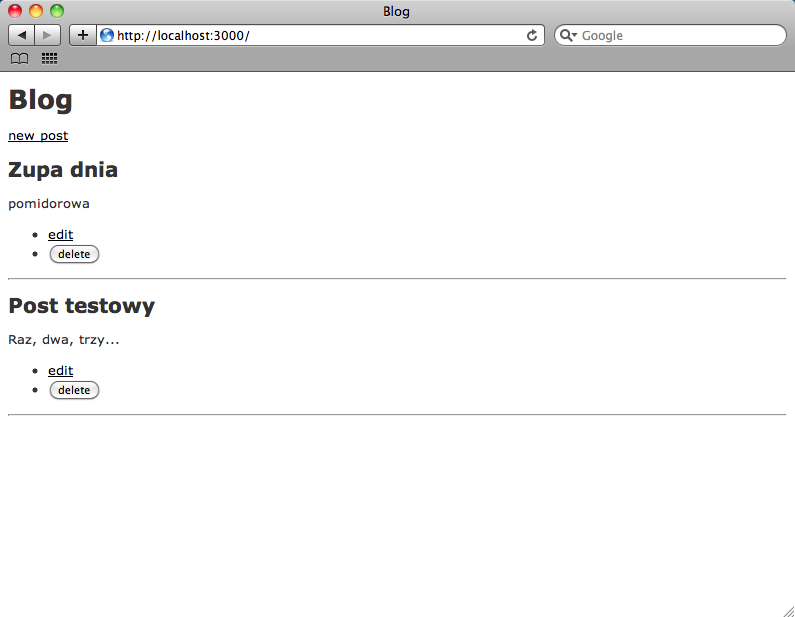 Blog
http://localhost:3000/
Google
Blog
new post
Zupa dnia
pomidorowa
edit
delete
Post testowy
Raz, dwa, trzy...
edit
delete